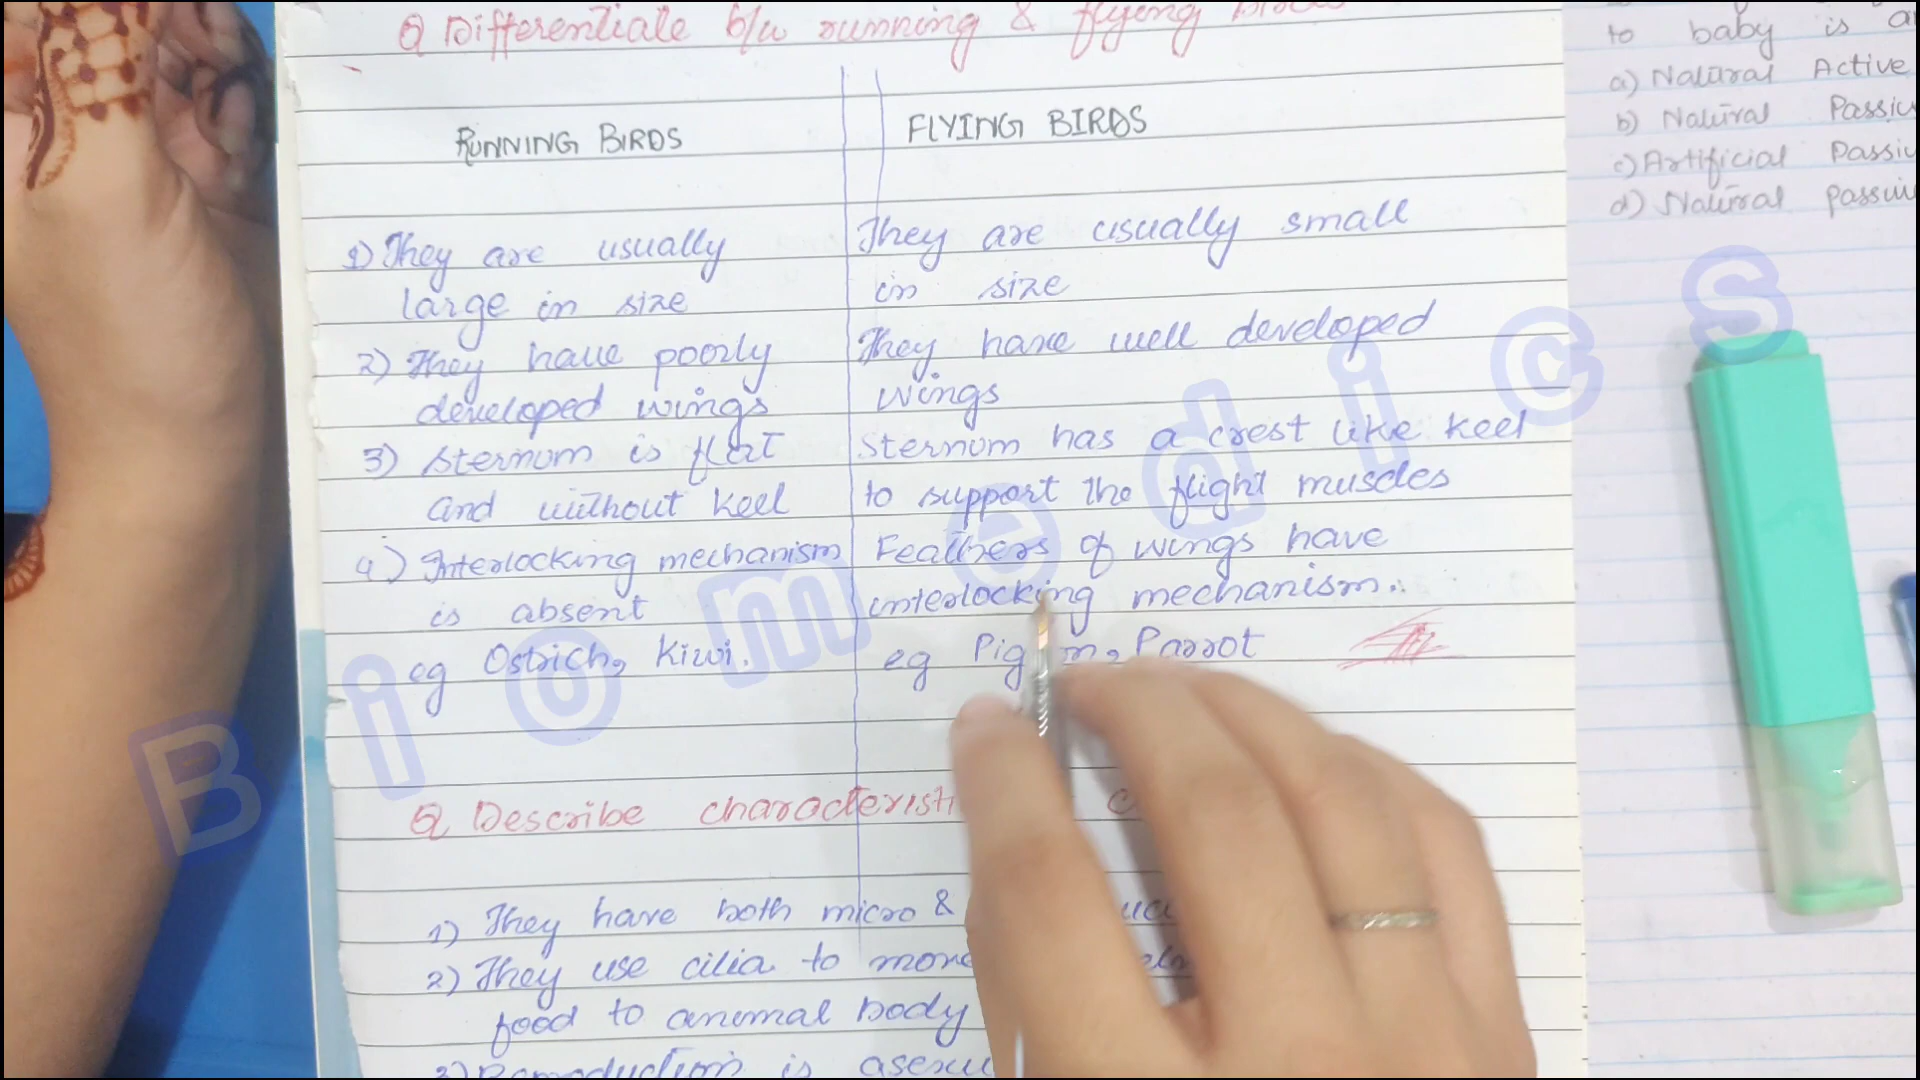 Q Differentiate b/w running & flying
RUNNING BIRDS
FLYING BIRDS
1) They are usually
large in size
2) They have poorly
developed wings
3) Sternum is flat
and without keel
4) Interlocking mechanism
is absent
eg Ostrich, Kiwi.
They are usually small
in size
They have well developed
wings
Sternum has a crest like keel
to support the flight muscles
Feathers of wings have
interlocking mechanism.
eg Parrot
Q Describe
1) They have both micro &
2) They use cilia to move
food to animal body
3) Reproduction is
to baby is
a) Natural Active
b) Natural
c) Artificial
d) Natural
Biomedics